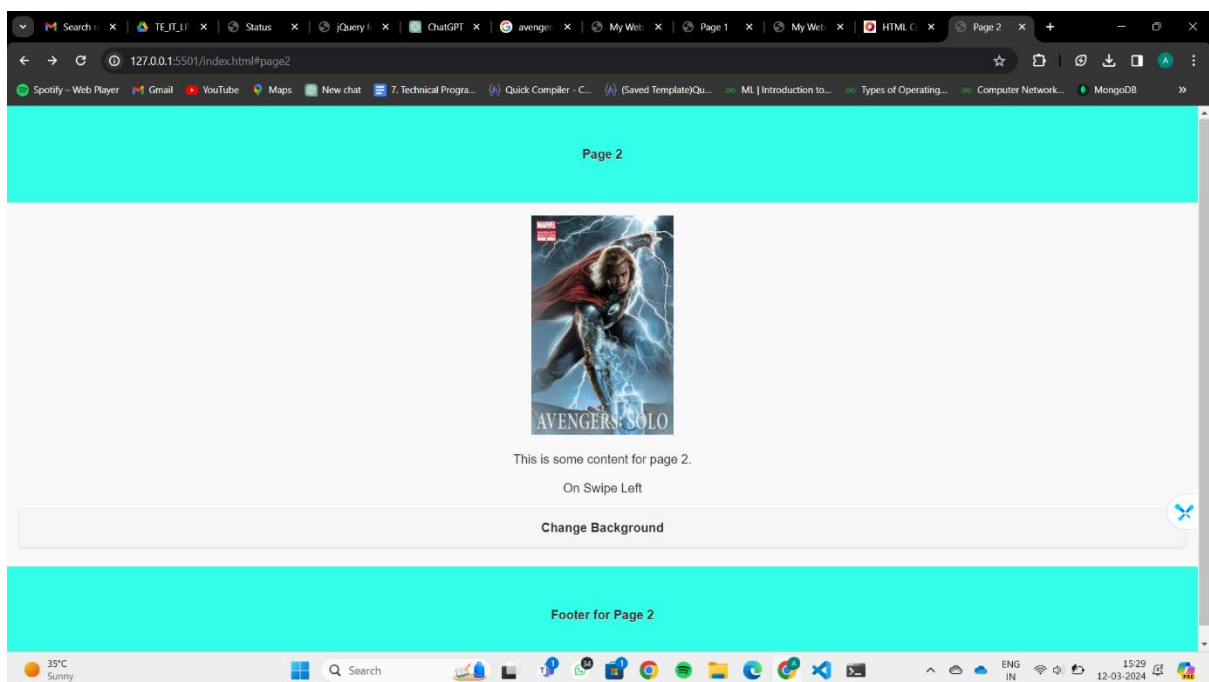 Search r
TE_IT_LP
Status
jQuery
ChatGPT
avenger
My Web
Page 1
My Web
HTML
Page 2
127.0.0.1:5501/index.html#page2
Spotify – Web Player
Gmail
YouTube
Maps
New chat
7. Technical Progra...
Quick Compiler - C...
(Saved Template)Qu...
ML | Introduction to...
Types of Operating...
Computer Network...
MongoDB
Page 2
MARVEL
AVENGERS: SOLO
This is some content for page 2.
On Swipe Left
Change Background
Footer for Page 2
35°C
Sunny
Search
ENG
IN
15:29
12-03-2024